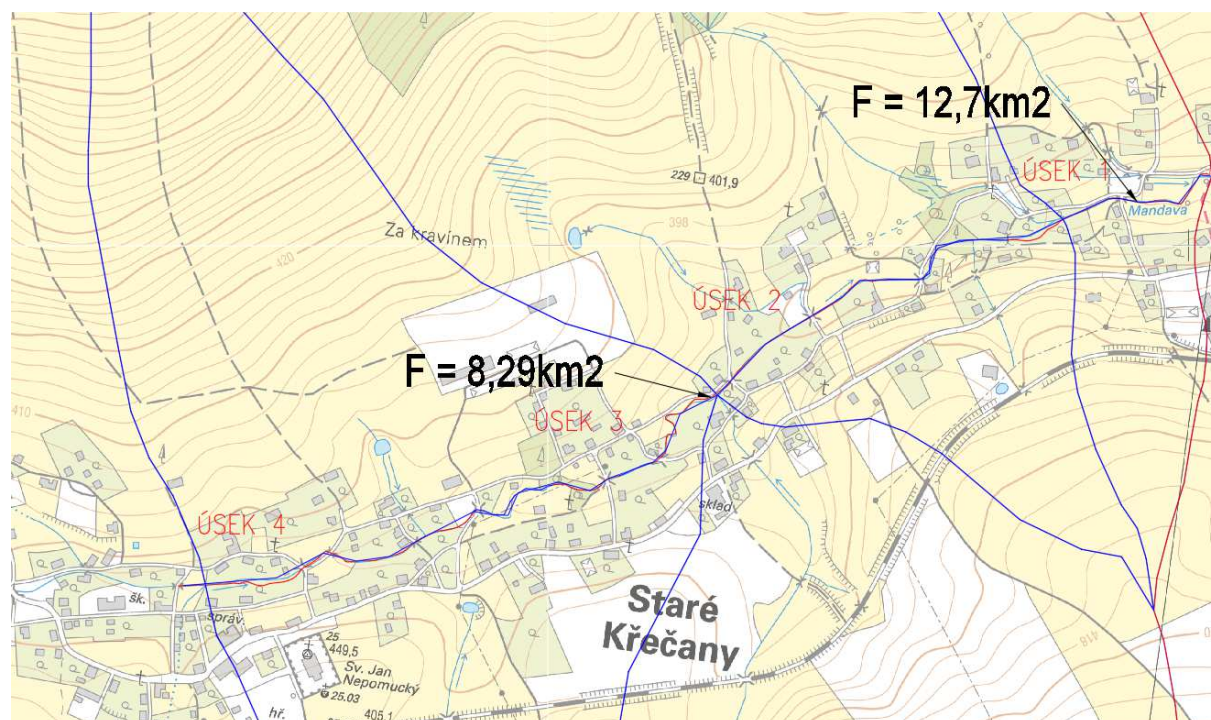 F = 12,7km2
ÚSEK 1
Mandava
229
401,9
398
Za kravínem
420
ÚSEK 2
F = 8,29km2
410
ÚSEK 3
sklad
ÚSEK 4
šk.
správ.
Staré
Křečany
418
25
449,5
Sv. Jan
Nepomucký
25.03
hř.
405,1